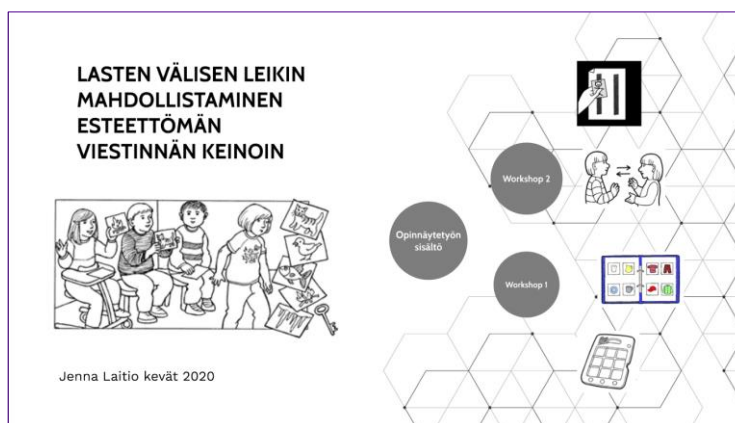 LASTEN VÄLISEN LEIKIN
MAHDOLLISTAMINEN
ESTEETTÖMÄN
VIESTINNÄN KEINOIN
Jenna Laitio kevät 2020
Opinnäytetyön
sisältö
Workshop 2
Workshop 1